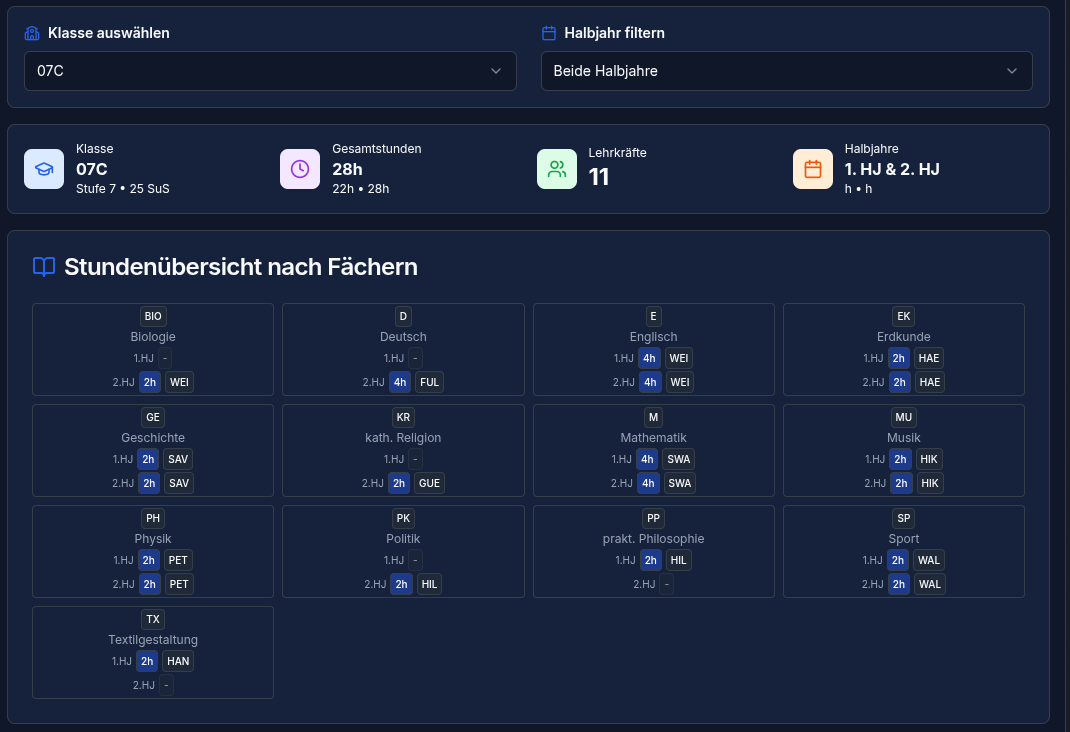 Klasse auswählen
07C
Halbjahr filtern
Beide Halbjahre
Klasse
07C
Stufe 7 • 25 SuS
Gesamtstunden
28h
22h • 28h
Lehrkräfte
11
Halbjahre
1. HJ & 2. HJ
h • h
Stundenübersicht nach Fächern
BIO
Biologie
1.HJ -
2.HJ 2h WEI
D
Deutsch
1.HJ -
2.HJ 4h FUL
E
Englisch
1.HJ 4h WEI
2.HJ 4h WEI
EK
Erdkunde
1.HJ 2h HAE
2.HJ 2h HAE
GE
Geschichte
1.HJ 2h SAV
2.HJ 2h SAV
KR
kath. Religion
1.HJ -
2.HJ 2h GUE
M
Mathematik
1.HJ 4h SWA
2.HJ 4h SWA
MU
Musik
1.HJ 2h HIK
2.HJ 2h HIK
PH
Physik
1.HJ 2h PET
2.HJ 2h PET
PK
Politik
1.HJ -
2.HJ 2h HIL
PP
prakt. Philosophie
1.HJ 2h HIL
2.HJ -
SP
Sport
1.HJ 2h WAL
2.HJ 2h WAL
TX
Textilgestaltung
1.HJ 2h HAN
2.HJ -